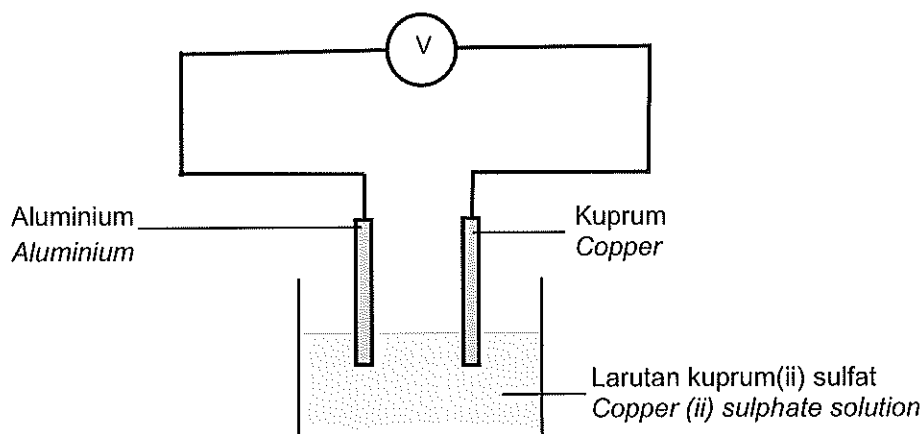 V
Aluminium
Aluminium
Kuprum
Copper
Larutan kuprum(ii) sulfat
Copper (ii) sulphate solution